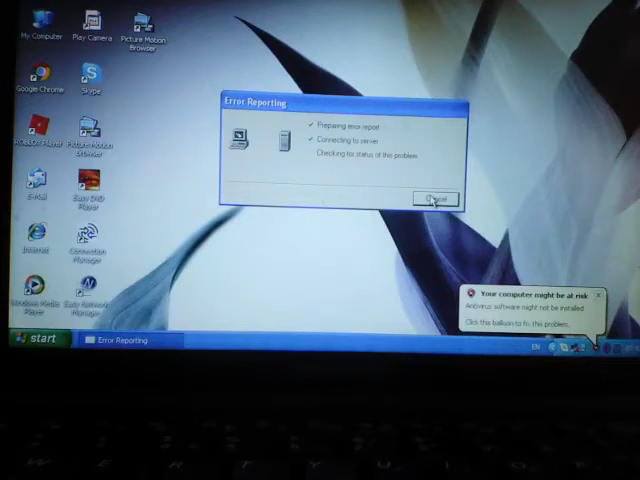 My Computer
Play Camera
Picture Motion
Browser
Google Chrome
Skype
ROBLOX Player
Picture Motion
browser
E-Mail
Easy DVD
Player
Internet
Connection
Manager
Windows Media
Player
Easy Network
Manager
Error Reporting
Preparing error report
Connecting to server
Checking for status of this problem
Cancel
Your computer might be at risk
Antivirus software might not be installed
Click this balloon to fix this problem.
start
Error Reporting
EN
W E R T Y U I O P